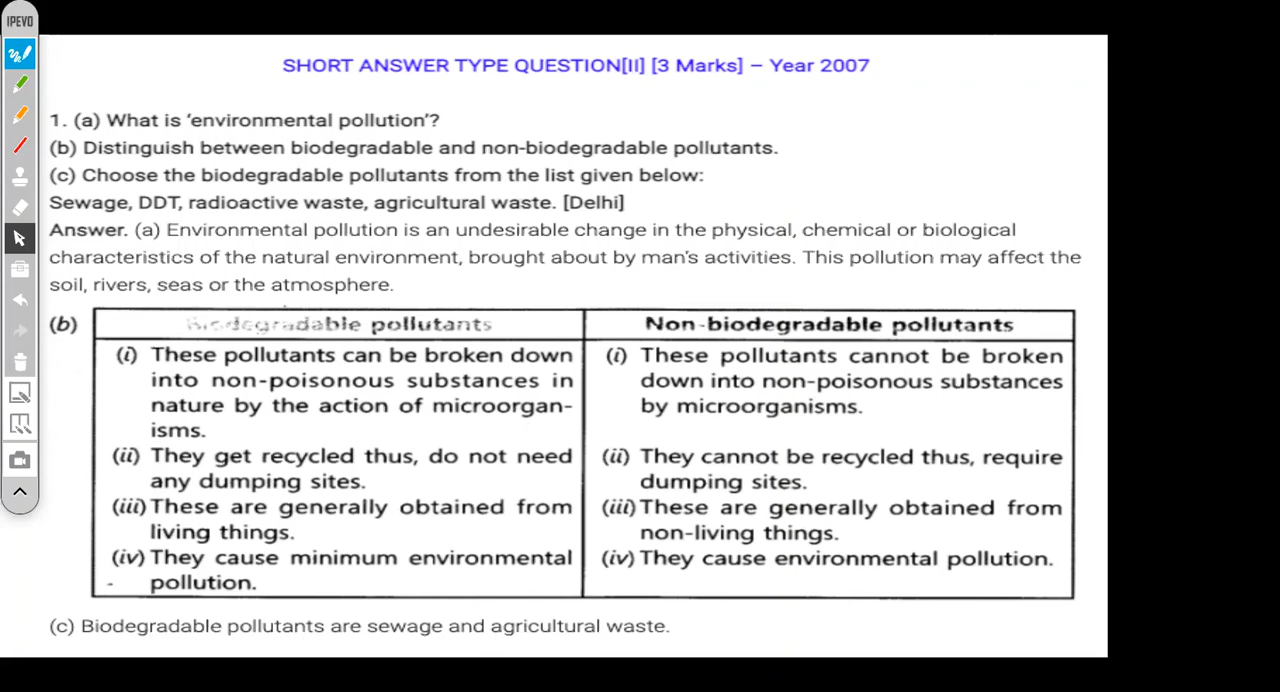 IPEVO
SHORT ANSWER TYPE QUESTION[II] [3 Marks] – Year 2007
1. (a) What is ‘environmental pollution’?
(b) Distinguish between biodegradable and non-biodegradable pollutants.
(c) Choose the biodegradable pollutants from the list given below:
Sewage, DDT, radioactive waste, agricultural waste. [Delhi]
Answer. (a) Environmental pollution is an undesirable change in the physical, chemical or biological
characteristics of the natural environment, brought about by man’s activities. This pollution may affect the
soil, rivers, seas or the atmosphere.
(b)
Biodegradable pollutants
(i) These pollutants can be broken down
into non-poisonous substances in
nature by the action of microorgan-
isms.
(ii) They get recycled thus, do not need
any dumping sites.
(iii) These are generally obtained from
living things.
(iv) They cause minimum environmental
pollution.
Non-biodegradable pollutants
(i) These pollutants cannot be broken
down into non-poisonous substances
by microorganisms.
(ii) They cannot be recycled thus, require
dumping sites.
(iii) These are generally obtained from
non-living things.
(iv) They cause environmental pollution.
(c) Biodegradable pollutants are sewage and agricultural waste.